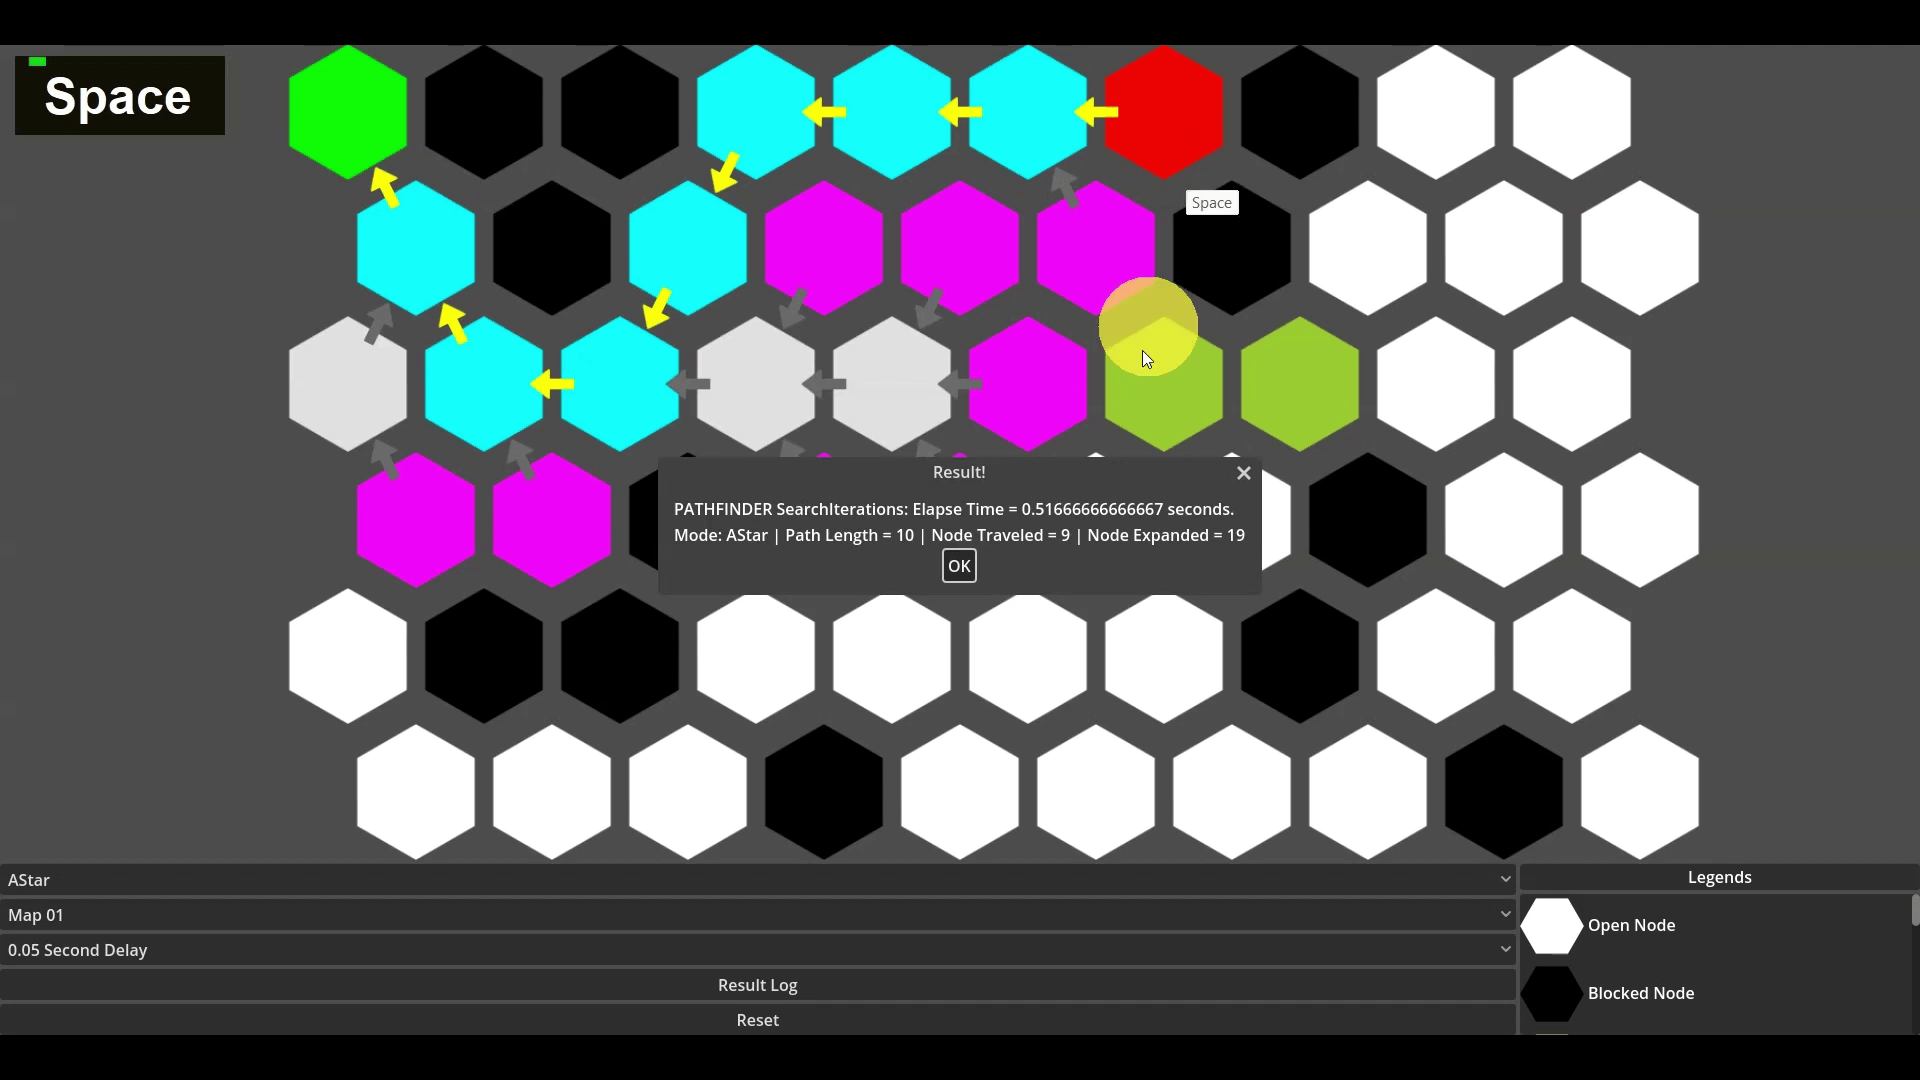 Space
Space
Result!
PATHFINDER SearchIterations: Elapse Time = 0.51666666666667 seconds.
Mode: AStar | Path Length = 10 | Node Traveled = 9 | Node Expanded = 19
OK
AStar
Legends
Map 01
Open Node
0.05 Second Delay
Result Log
Blocked Node
Reset